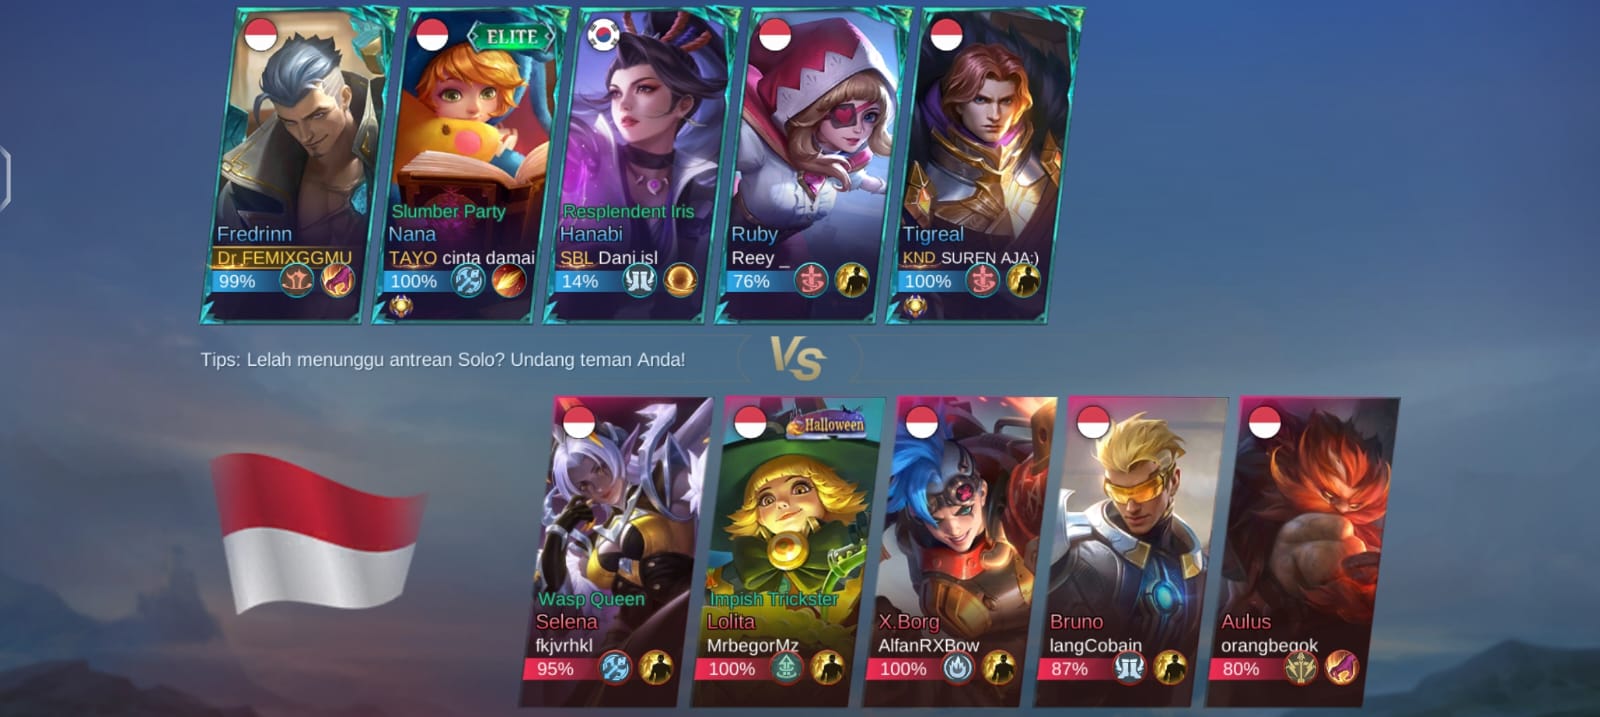 ELITE
Fredrinn
Dr.FEMIXGGMU
99%
Slumber Party
Nana
TAYO cinta damai
100%
Resplendent Iris
Hanabi
SBL Dani isl
14%
Ruby
Reey _
76%
Tigreal
KND SUREN AJA:)
100%
Tips: Lelah menunggu antrean Solo? Undang teman Anda!
VS
Wasp Queen
Selena
fkjvrhkl
95%
Halloween
Impish Trickster
Lolita
MrbegorMz
100%
X.Borg
AlfanRXBow
100%
Bruno
langCobain
87%
Aulus
orangbegok
80%